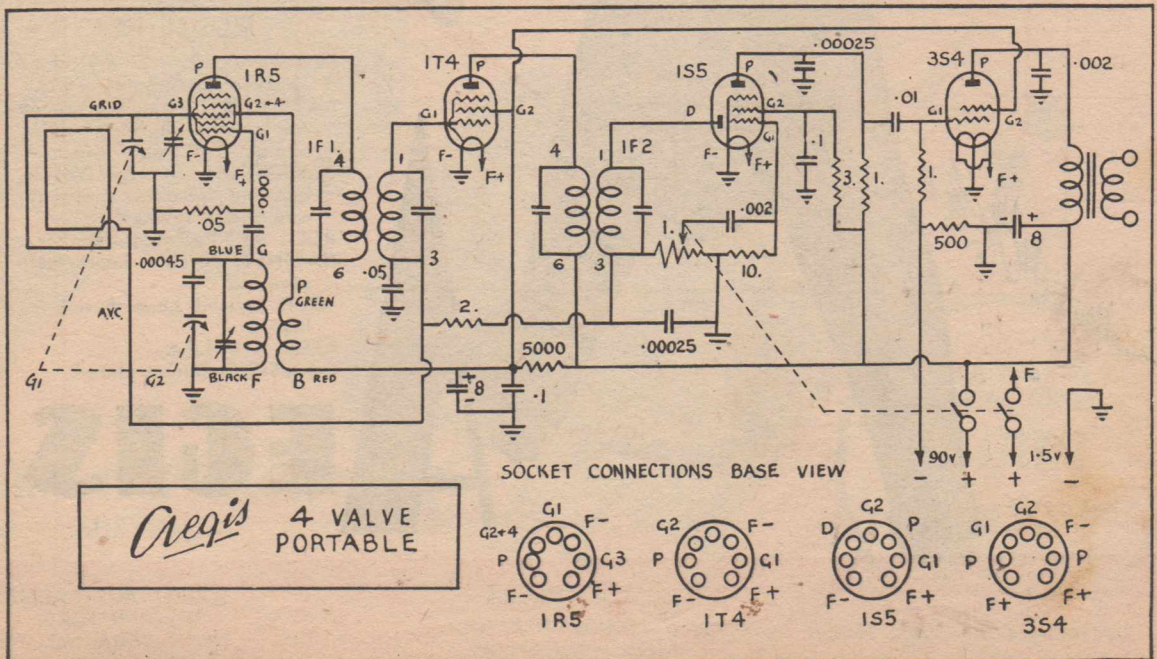 1R5
P
GRID
G3
G2+4
G1
F-
F+
.0001
.05
.00045
BLUE
G
P
GREEN
A.V.C.
G1
G2
BLACK F
B RED
1F1.
4
6
1
3
.05
1T4
P
G1
G2
F-
F+
2.
8
+
-
.1
5000
1F2
4
6
1
3
1S5
P
D
G2
G1
F-
F+
.00025
.1
3.
1.
.002
1.
10.
.00025
3S4
P
.01
G1
G2
F+
1.
500
- +
8
.002
F
90v
1.5v
- + + -
SOCKET CONNECTIONS BASE VIEW
Aegis 4 VALVE
PORTABLE
G1
G2+4
F-
P
G3
F-
F+
1R5
G2
F-
P
G1
F-
F+
1T4
G2
D
P
G1
F-
F+
1S5
G2
G1
F-
P
P
F+
F+
3S4